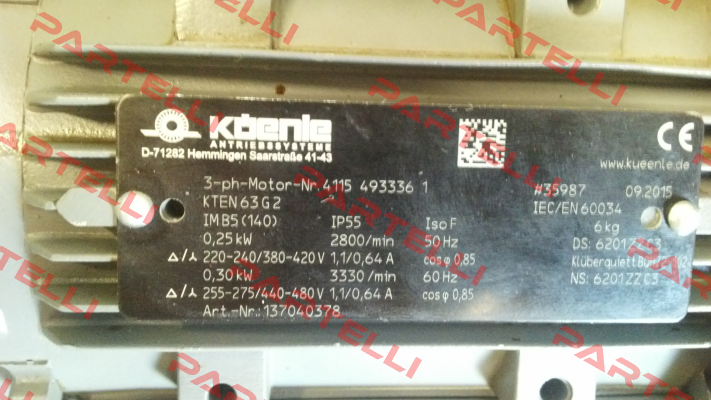 Küenle
ANTRIEBSSYSTEME
D-71282 Hemmingen Saarstraße 41-43
CE
www.kueenle.de
3-ph-Motor-Nr. 4115 493336 1 #35987 09.2015
KTEN 63 G 2 IEC/EN 60034
IM B5 (140) IP55 Iso F 6 kg
0,25 kW 2800/min 50 Hz DS: 6201ZZC3
△/⅄ 220-240/380-420 V 1,1/0,64 A cos φ 0,85 Klüberquiet
0,30 kW 3330/min 60 Hz NS: 6201ZZC3
△/⅄ 255-275/440-480 V 1,1/0,64 A cos φ 0,85
Art.-Nr.: 137040378
PARTELLI
PARTELLI
PARTELLI
PARTELLI
PARTELLI
PARTELLI